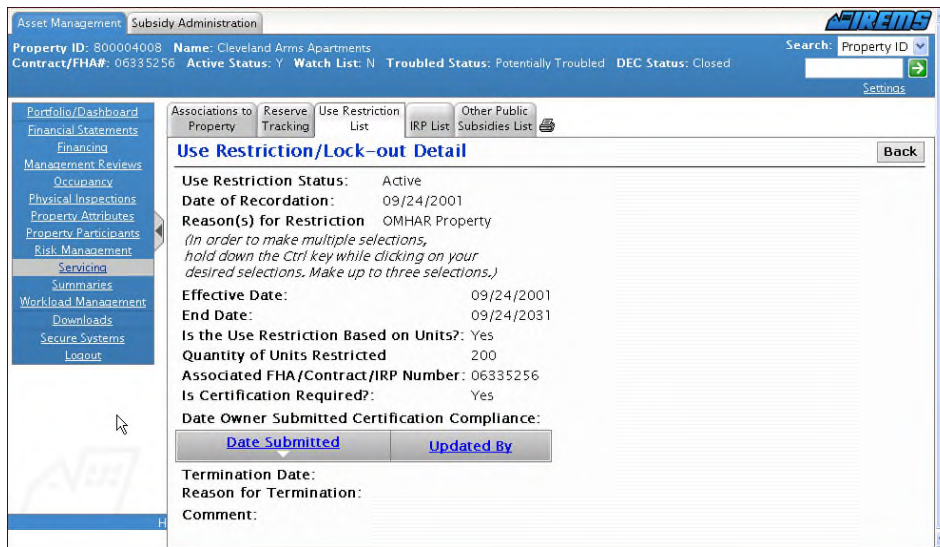 Asset Management Subsidy Administration
iREMS
Property ID: 800004008 Name: Cleveland Arms Apartments
Contract/FHA#: 06335256 Active Status: Y Watch List: N Troubled Status: Potentially Troubled DEC Status: Closed
Search: Property ID
Settings
Portfolio/Dashboard
Financial Statements
Financing
Management Reviews
Occupancy
Physical Inspections
Property Attributes
Property Participants
Risk Management
Servicing
Summaries
Workload Management
Downloads
Secure Systems
Logout
H
Associations to Property
Reserve Tracking
Use Restriction List
IRP List
Other Public Subsidies List
Use Restriction/Lock-out Detail
Back
Use Restriction Status: Active
Date of Recordation: 09/24/2001
Reason(s) for Restriction OMHAR Property
(In order to make multiple selections,
hold down the Ctrl key while clicking on your
desired selections. Make up to three selections.)
Effective Date: 09/24/2001
End Date: 09/24/2031
Is the Use Restriction Based on Units?: Yes
Quantity of Units Restricted 200
Associated FHA/Contract/IRP Number: 06335256
Is Certification Required?: Yes
Date Owner Submitted Certification Compliance:
Date Submitted Updated By
Termination Date:
Reason for Termination:
Comment: